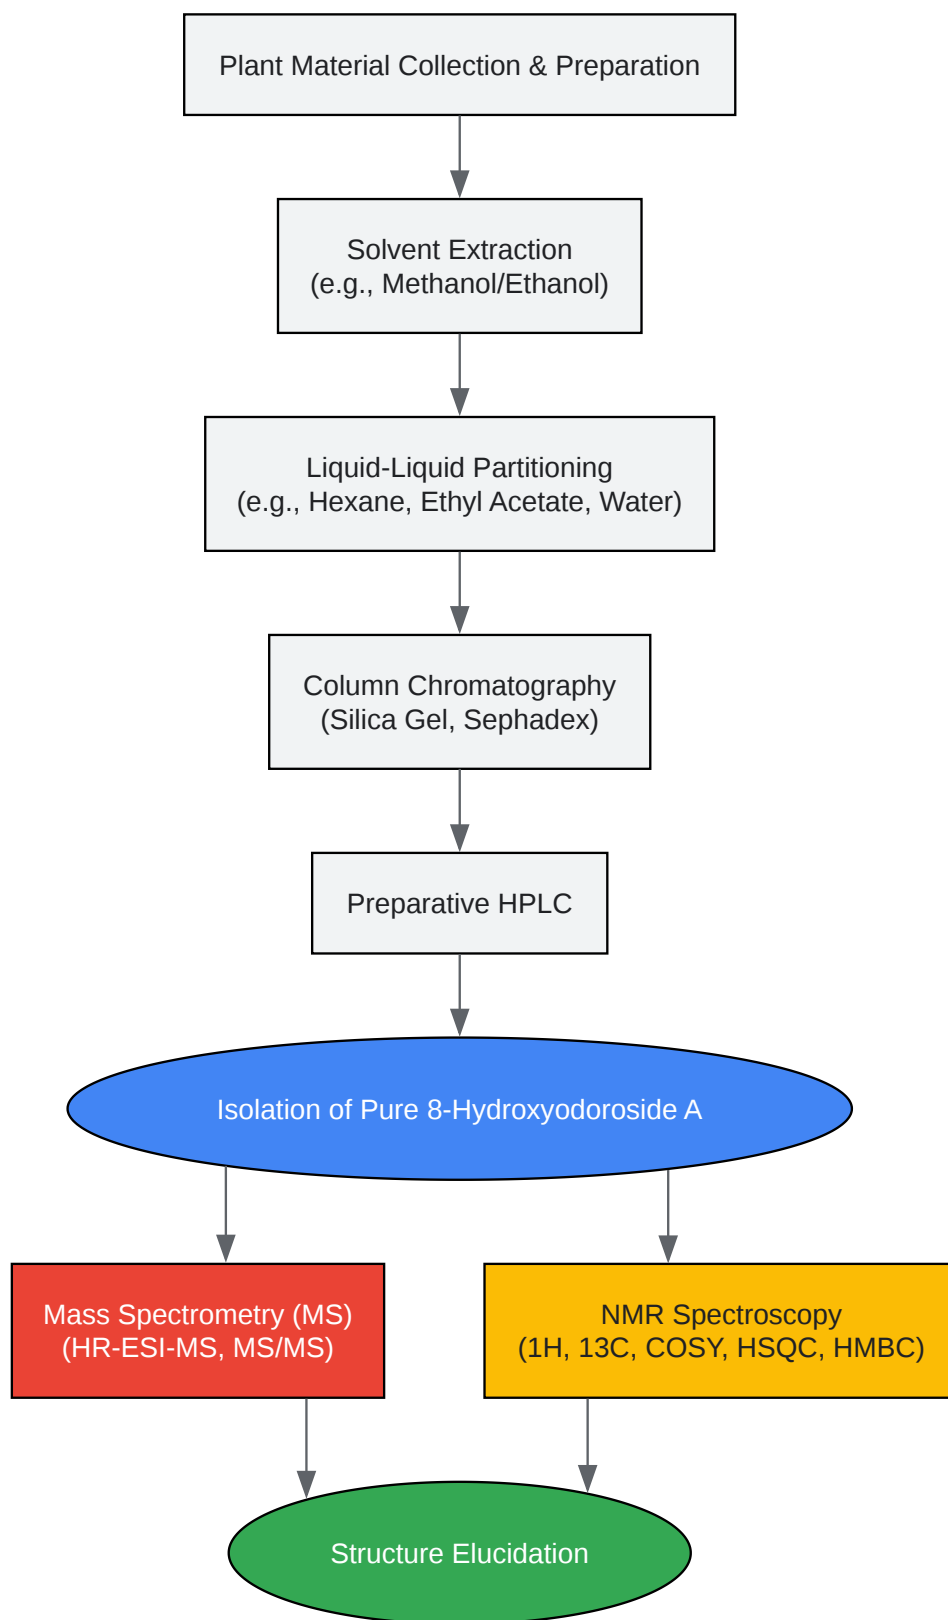 Plant Material Collection & Preparation
Solvent Extraction
(e.g., Methanol/Ethanol)
Liquid-Liquid Partitioning
(e.g., Hexane, Ethyl Acetate, Water)
Column Chromatography
(Silica Gel, Sephadex)
Preparative HPLC
Isolation of Pure 8-Hydroxyodoroside A
Mass Spectrometry (MS)
(HR-ESI-MS, MS/MS)
NMR Spectroscopy
(1H, 13C, COSY, HSQC, HMBC)
Structure Elucidation